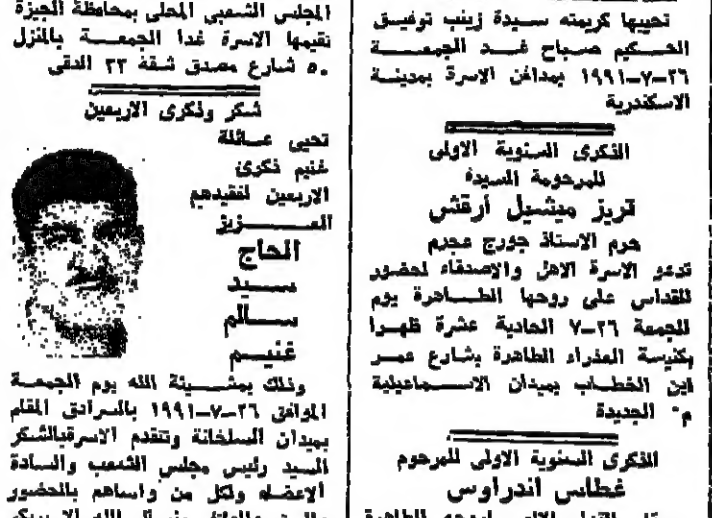 تحييها كريمته سيدة زينب توفيق
الحكيم صباح غد الجمعة
٢٦-٧-١٩٩١ بمدافن الاسرة بمدينة
الاسكندرية
الذكرى السنوية الاولى
للمرحومة السيدة
تريز ميشيل أرقش
حرم الاستاذ جورج عجرم
تدعو الاسرة الاهل والاصدقاء لحضور
القداس على روحها الطاهرة يوم
الجمعة ٢٦-٧ الحادية عشرة ظهرا
بكنيسة العذراء الطاهرة بشارع عمر
ابن الخطاب بميدان الاسماعيلية
م٠ الجديدة
الذكرى السنوية الاولى للمرحوم
غطاس اندراوس
المجلس الشعبي المحلى بمحافظة الجيزة
تقيمها الاسرة غدا الجمعة بالمنزل
٥٠ شارع مصدق شقة ٢٣ الدقى
شكر وذكرى الاربعين
تحيى عائلة
غنيم ذكرى
الاربعين لفقيدهم
العزيز
الحاج
سيد
سالم
غنيم
وذلك بمشيئة الله يوم الجمعة
الموافق ٢٦-٧-١٩٩١ بالسرادق المقام
بميدان السلخانة وتتقدم الاسرة بالشكر
السيد رئيس مجلس الشعب والسادة
الاعضاء ولكل من واساهم بالحضور